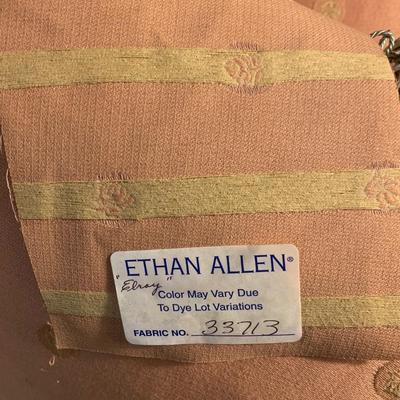 ETHAN ALLEN®
"Elroy"
Color May Vary Due
To Dye Lot Variations
FABRIC NO. 33713